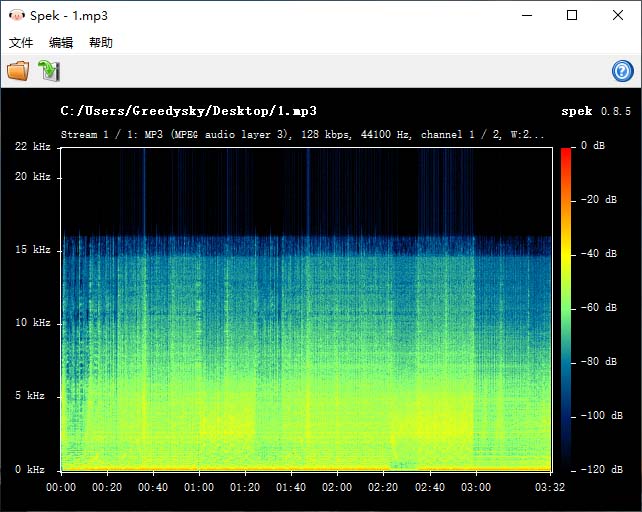 Spek - 1.mp3
文件 编辑 帮助
C:/Users/Greedysky/Desktop/1.mp3
spek 0.8.5
Stream 1 / 1: MP3 (MPEG audio layer 3), 128 kbps, 44100 Hz, channel 1 / 2, W:2...
22 kHz
20 kHz
15 kHz
10 kHz
5 kHz
0 kHz
0 dB
-20 dB
-40 dB
-60 dB
-80 dB
-100 dB
-120 dB
00:00 00:20 00:40 01:00 01:20 01:40 02:00 02:20 02:40 03:00 03:32